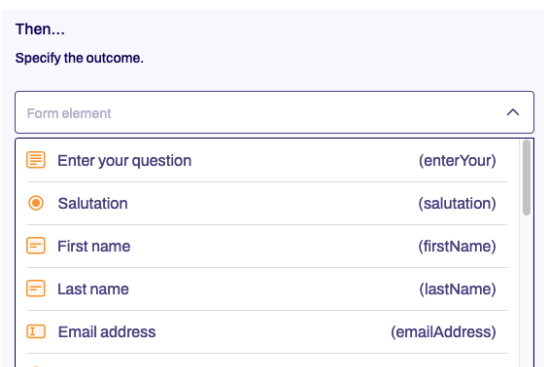 Then...
Specify the outcome.
Form element
Enter your question (enterYour)
Salutation (salutation)
First name (firstName)
Last name (lastName)
Email address (emailAddress)